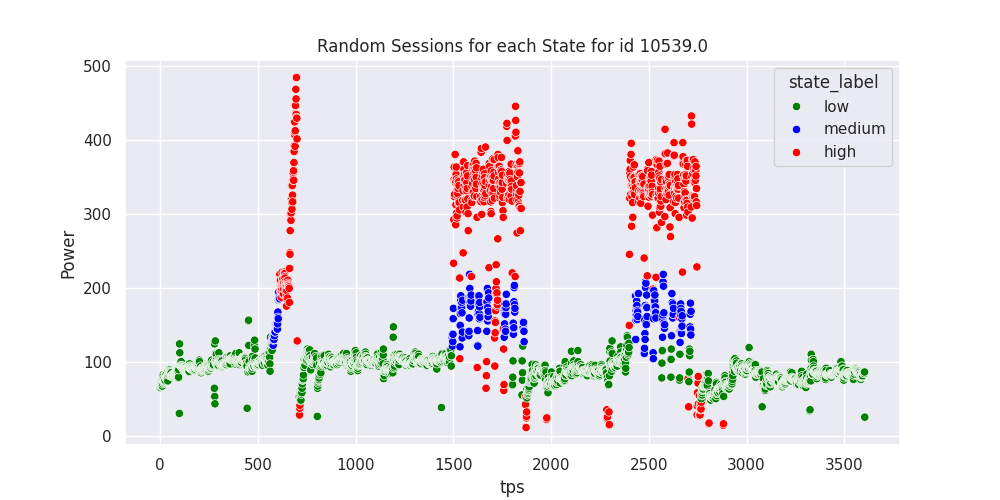 Random Sessions for each State for id 10539.0
500
400
300
200
100
0
Power
state_label
low
medium
high
0
500
1000
1500
2000
2500
3000
3500
tps